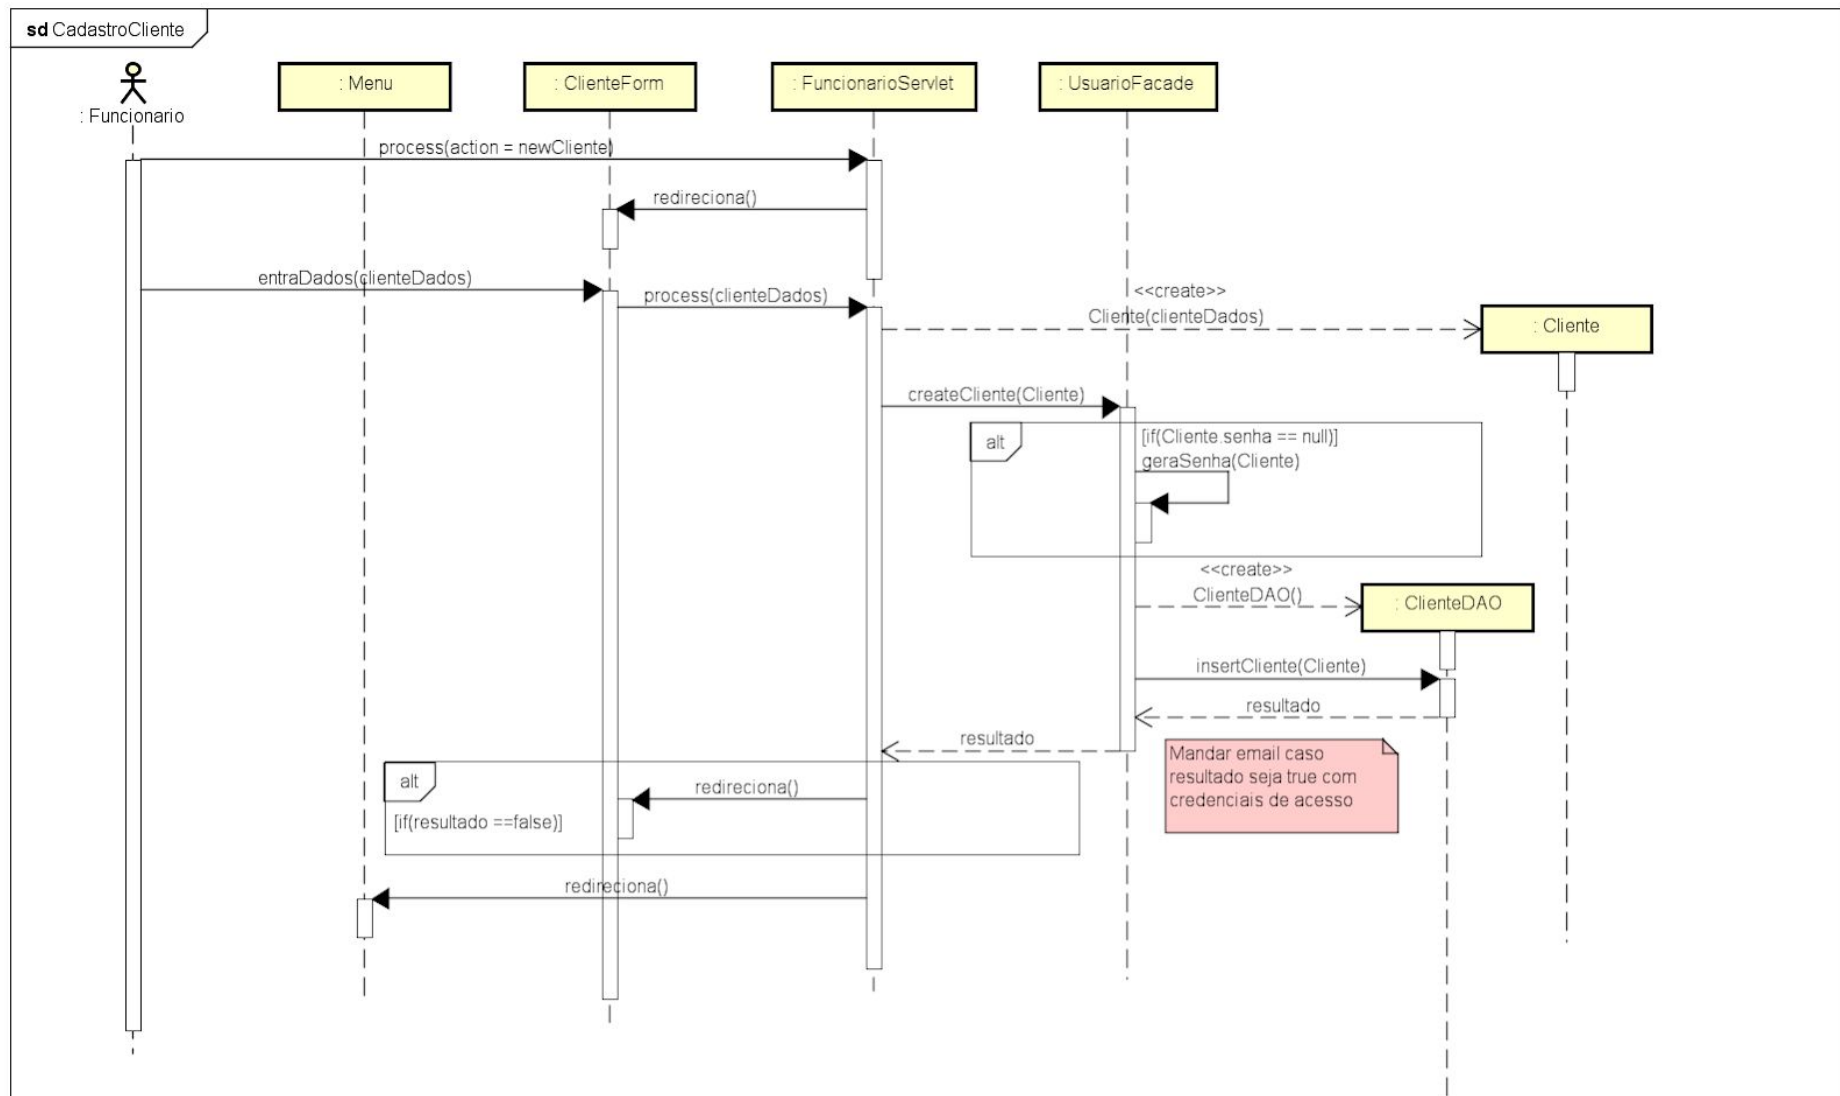 sd CadastroCliente
: Funcionario
: Menu
: ClienteForm
: FuncionarioServlet
: UsuarioFacade
process(action = newCliente)
redireciona()
entraDados(clienteDados)
process(clienteDados)
<<create>>
Cliente(clienteDados)
: Cliente
createCliente(Cliente)
alt
[if(Cliente.senha == null)]
geraSenha(Cliente)
<<create>>
ClienteDAO()
: ClienteDAO
insertCliente(Cliente)
resultado
resultado
Mandar email caso
resultado seja true com
credenciais de acesso
alt
redireciona()
[if(resultado ==false)]
redireciona()